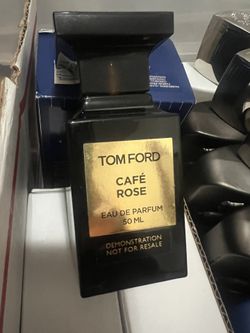 TOM FORD
CAFÉ
ROSE
EAU DE PARFUM
50 ML
DEMONSTRATION
NOT FOR RESALE